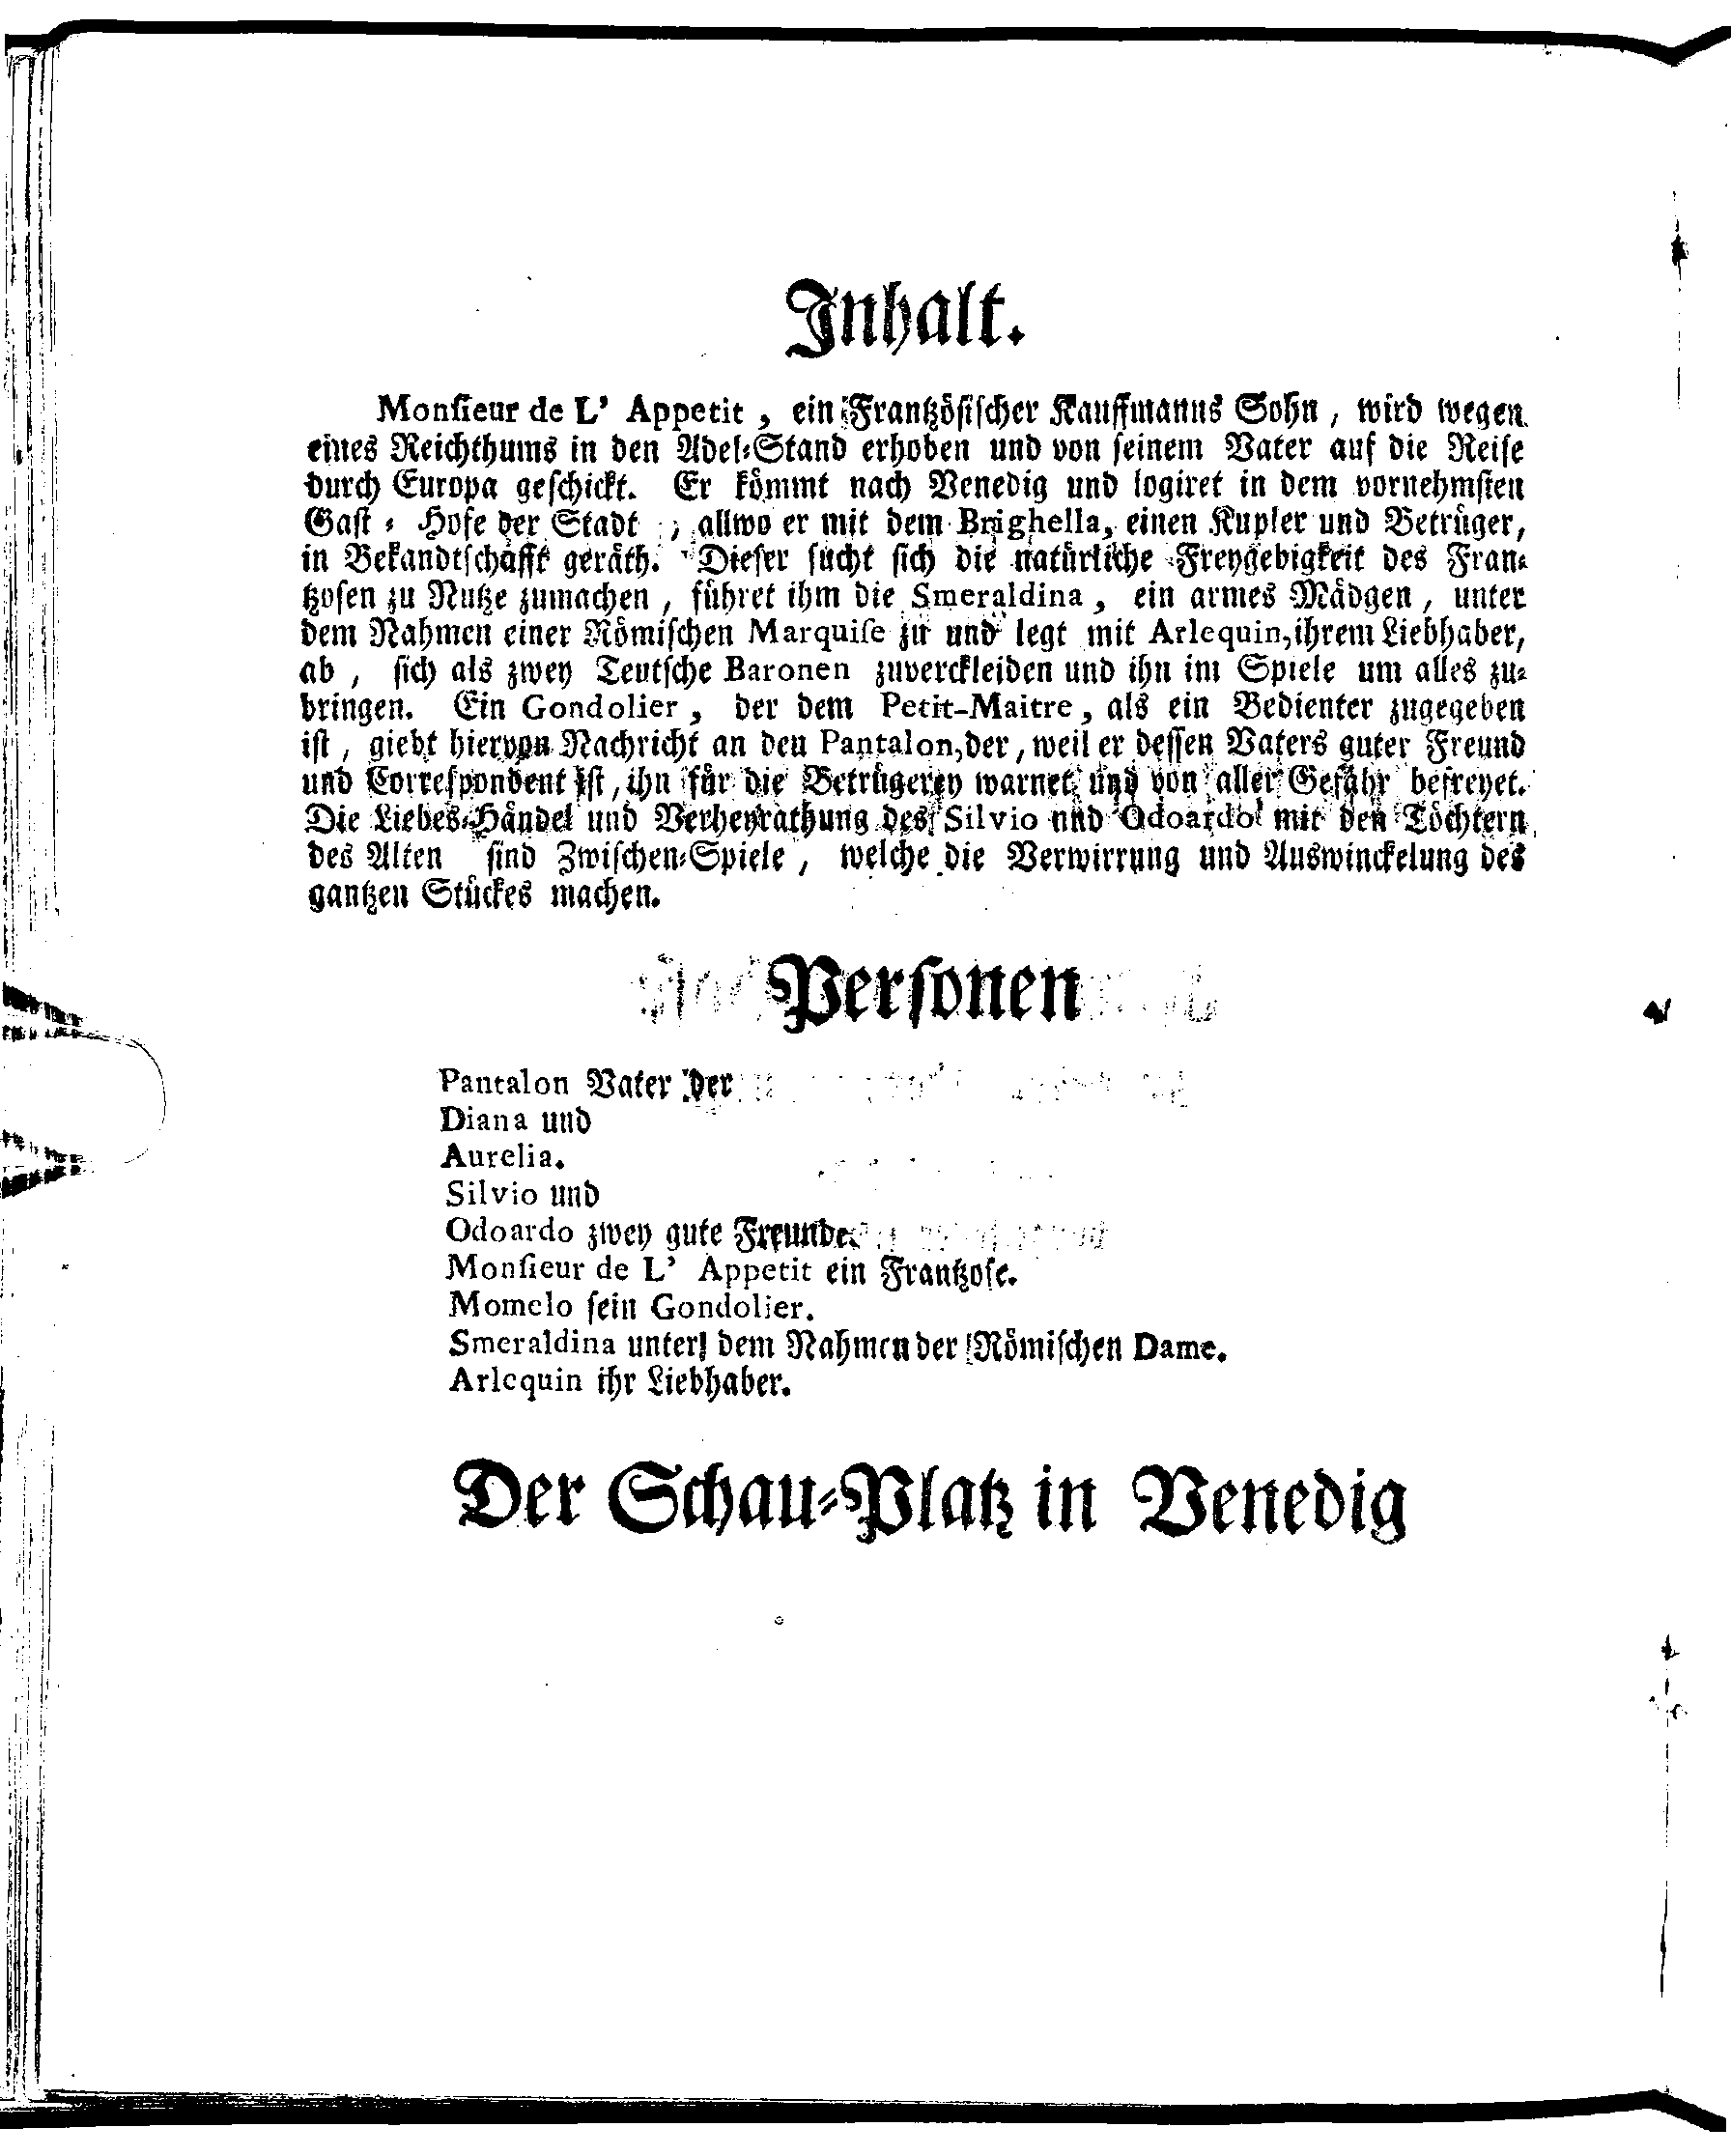 Inhalt.
Monſieur de L' Appetit, ein Frantzöſiſcher Kauffmanns Sohn, wird wegen
eines Reichthums in den Adel-Stand erhoben und von ſeinem Vater auf die Reiſe
durch Europa geſchickt. Er kömmt nach Venedig und logiret in dem vornehmſten
Gaſt-Hofe der Stadt, allwo er mit dem Brighella, einen Kupler und Betrüger,
in Bekandtſchafft geräth. Dieſer ſucht ſich die natürliche Freygebigkeit des Fran-
tzoſen zu Nutze zumachen, führet ihm die Smeraldina, ein armes Mädgen, unter
dem Nahmen einer Römiſchen Marquiſe zu und legt mit Arlequin, ihrem Liebhaber,
ab, ſich als zwey Teutſche Baronen zuverckleiden und ihn im Spiele um alles zu-
bringen. Ein Gondolier, der dem Petit-Maitre, als ein Bedienter zugegeben
iſt, giebt hiervon Nachricht an den Pantalon, der, weil er deſſen Vaters guter Freund
und Correſpondent iſt, ihn für die Betrügerey warnet und von aller Gefahr befreyet.
Die Liebes-Händel und Verheyrathung des Silvio und Odoardo mit den Töchtern
des Alten ſind Zwiſchen-Spiele, welche die Verwirrung und Auswinckelung des
gantzen Stückes machen.
Perſonen
Pantalon Vater der
Diana und
Aurelia.
Silvio und
Odoardo zwey gute Freunde.
Monſieur de L' Appetit ein Frantzoſe.
Momelo ſein Gondolier.
Smeraldina unter dem Nahmen der Römiſchen Dame.
Arlequin ihr Liebhaber.
Der Schau-Platz in Venedig